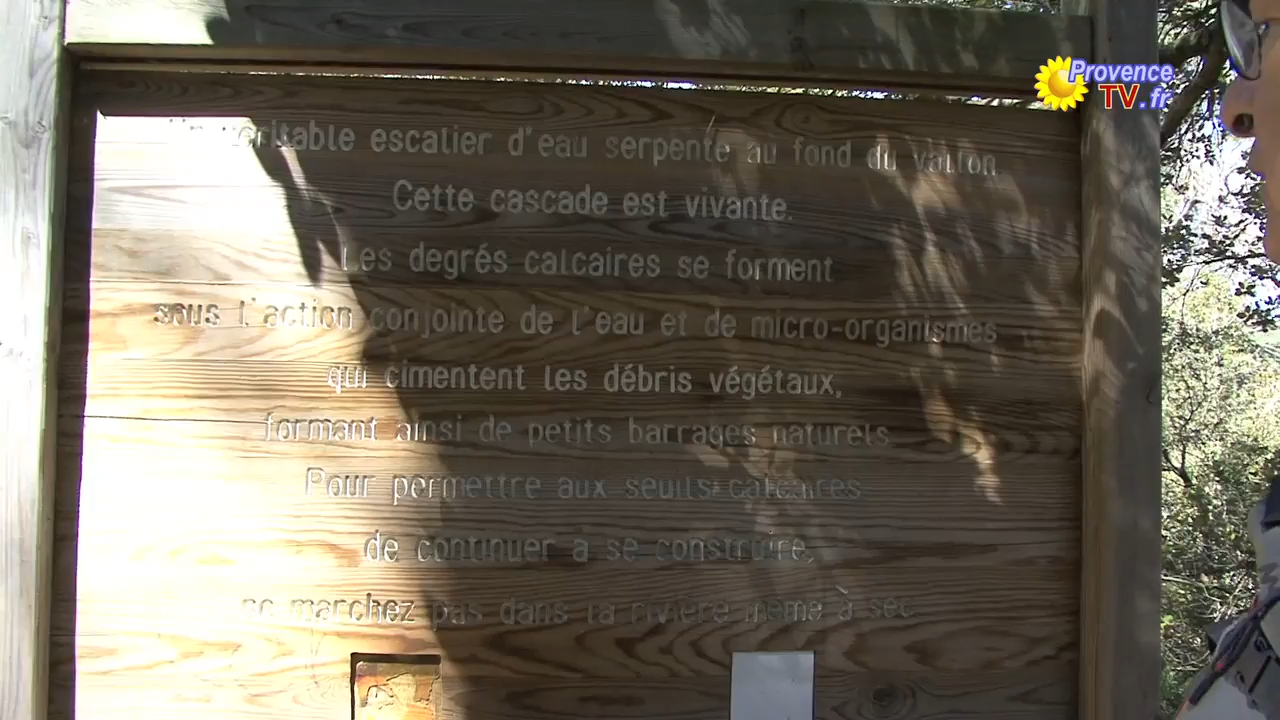 Provence
TV.fr
Un véritable escalier d'eau serpente au fond du vallon.
Cette cascade est vivante.
Les degrés calcaires se forment
sous l'action conjointe de l'eau et de micro-organismes
qui cimentent les débris végétaux,
formant ainsi de petits barrages naturels
Pour permettre aux seuils calcaires
de continuer à se construire,
ne marchez pas dans la rivière même à sec